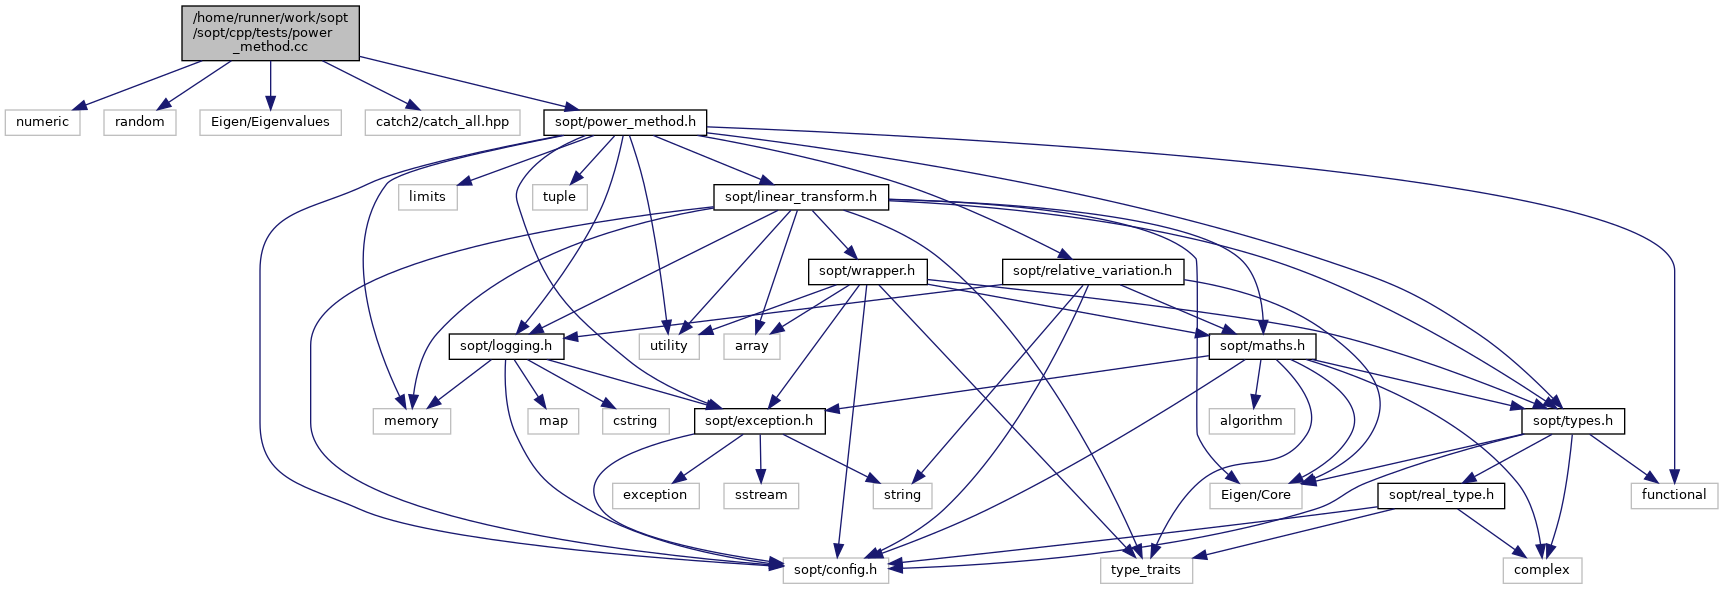 /home/runner/work/sopt
/sopt/cpp/tests/power
_method.cc
numeric
random
Eigen/Eigenvalues
catch2/catch_all.hpp
sopt/power_method.h
limits
tuple
sopt/linear_transform.h
sopt/wrapper.h
sopt/relative_variation.h
sopt/logging.h
utility
array
sopt/maths.h
memory
map
cstring
sopt/exception.h
algorithm
sopt/types.h
exception
sstream
string
Eigen/Core
sopt/real_type.h
functional
sopt/config.h
type_traits
complex